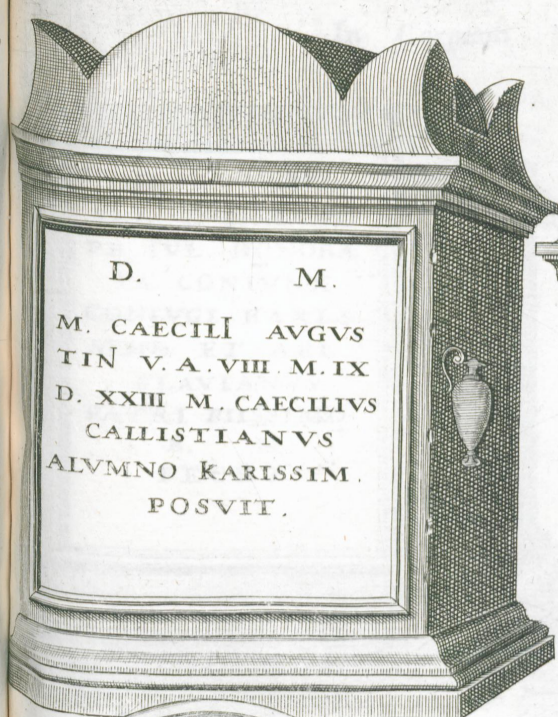 D. M.
M. CAECILI AVGVS
TIN V. A. VIII. M. IX
D. XXIII M. CAECILIVS
CALLISTIANVS
ALVMNO KARISSIM.
POSVIT.